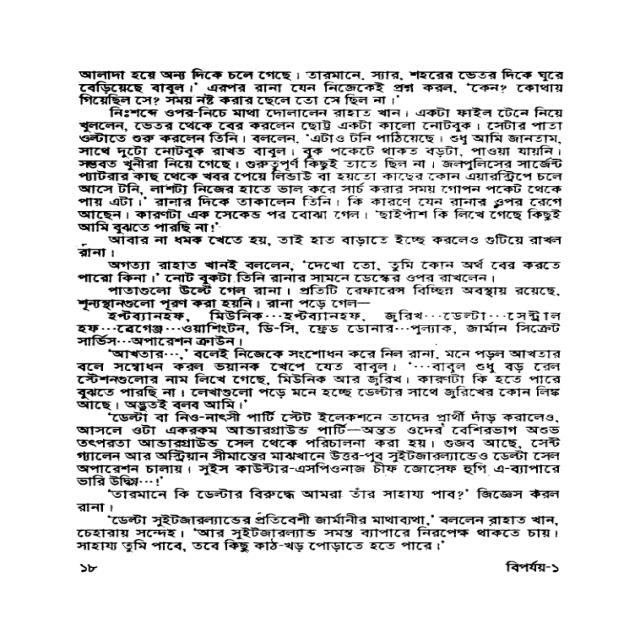 আলাদা হয়ে অন্য দিকে চলে গেছে। তারমানে, স্যার, শহরের ভেতর দিকে ঘুরে
বেড়িয়েছে বাবুল।' এরপর রানা যেন নিজেকেই প্রশ্ন করল, 'কেন? কোথায়
গিয়েছিল সে? সময় নষ্ট করার ছেলে তো সে ছিল না।'
নিঃশব্দে ওপর-নিচে মাথা দোলালেন রাহাত খান। একটা ফাইল টেনে নিয়ে
খুললেন, ভেতর থেকে বের করলেন ছোট্ট একটা কালো নোটবুক। সেটার পাতা
ওল্টাতে শুরু করলেন তিনি। বললেন, 'এটাও টনি পাঠিয়েছে। শুধু আমি জানতাম,
সাথে দুটো নোটবুক রাখত বাবুল। বুক পকেটে থাকত বড়টা, পাওয়া যায়নি।
সম্ভবত খুনীরা নিয়ে গেছে। গুরুত্বপূর্ণ কিছুই তাতে ছিল না। জলপুলিসের সার্জেন্ট
প্যাটরার কাছ থেকে খবর পেয়ে লিন্ডাউ বা হয়তো কাছের কোন এয়ারস্ট্রিপে চলে
আসে টনি, লাশটা নিজের হাতে ভাল করে সার্চ করার সময় গোপন পকেট থেকে
পায় এটা।' রানার দিকে তাকালেন তিনি। কি কারণে যেন রানার ওপর রেগে
আছেন। কারণটা এক সেকেন্ড পর বোঝা গেল। 'ছাইপাঁশ কি লিখে গেছে কিছুই
আমি বুঝতে পারছি না!'
আবার না ধমক খেতে হয়, তাই হাত বাড়াতে ইচ্ছে করলেও গুটিয়ে রাখল
রানা।
অগত্যা রাহাত খানই বললেন, 'দেখো তো, তুমি কোন অর্থ বের করতে
পারো কিনা।' নোট বুকটা তিনি রানার সামনে ডেস্কের ওপর রাখলেন।
পাতাগুলো উল্টে গেল রানা। প্রতিটি রেফারেন্স বিচ্ছিন্ন অবস্থায় রয়েছে,
শূন্যস্থানগুলো পূরণ করা হয়নি। রানা পড়ে গেল—
হপ্টব্যানহফ, মিউনিক···হপ্টব্যানহফ, জুরিখ···ডেলটা···সেন্ট্রাল
হফ···ব্রেগেঞ্জ···ওয়াশিংটন, ডি-সি, ফ্রেড ডোনার···পুল্যাক, জার্মান সিক্রেট
সার্ভিস···অপারেশন ক্রাউন।
'আখতার···,' বলেই নিজেকে সংশোধন করে নিল রানা, মনে পড়ল আখতার
বলে সম্বোধন করল ভয়ানক খেপে যেত বাবুল। '···বাবুল শুধু বড় রেল
স্টেশনগুলোর নাম লিখে গেছে, মিউনিক আর জুরিখ। কারণটা কি হতে পারে
বুঝতে পারছি না। লেখাগুলো পড়ে মনে হচ্ছে ডেল্টার সাথে জুরিখের কোন লিঙ্ক
আছে। অদ্ভুতই বলব আমি।'
'ডেল্টা বা নিও-নাৎসী পার্টি স্টেট ইলেকশনে তাদের প্রার্থী দাঁড় করালেও,
আসলে ওটা একরকম আন্ডারগ্রাউন্ড পার্টি—অন্তত ওদের বেশিরভাগ অশুভ
তৎপরতা আন্ডারগ্রাউন্ড সেল থেকে পরিচালনা করা হয়। গুজব আছে, সেন্ট
গ্যালেন আর অস্ট্রিয়ান সীমান্তের মাঝখানে উত্তর-পূব সুইটজারল্যান্ডেও ডেল্টা সেল
অপারেশন চালায়। সুইস কাউন্টার-এসপিওনাজ চীফ জোসেফ হুগি এ-ব্যাপারে
ভারি উদ্বিগ্ন···!'
'তারমানে কি ডেল্টার বিরুদ্ধে আমরা তাঁর সাহায্য পাব?' জিজ্ঞেস করল
রানা।
'ডেল্টা সুইটজারল্যান্ডের প্রতিবেশী জার্মানীর মাথাব্যথা,' বললেন রাহাত খান,
চেহারায় সন্দেহ। 'আর সুইটজারল্যান্ড সমস্ত ব্যাপারে নিরপেক্ষ থাকতে চায়।
সাহায্য তুমি পাবে, তবে কিছু কাঠ-খড় পোড়াতে হতে পারে।'
১৮ বিপর্যয়-১